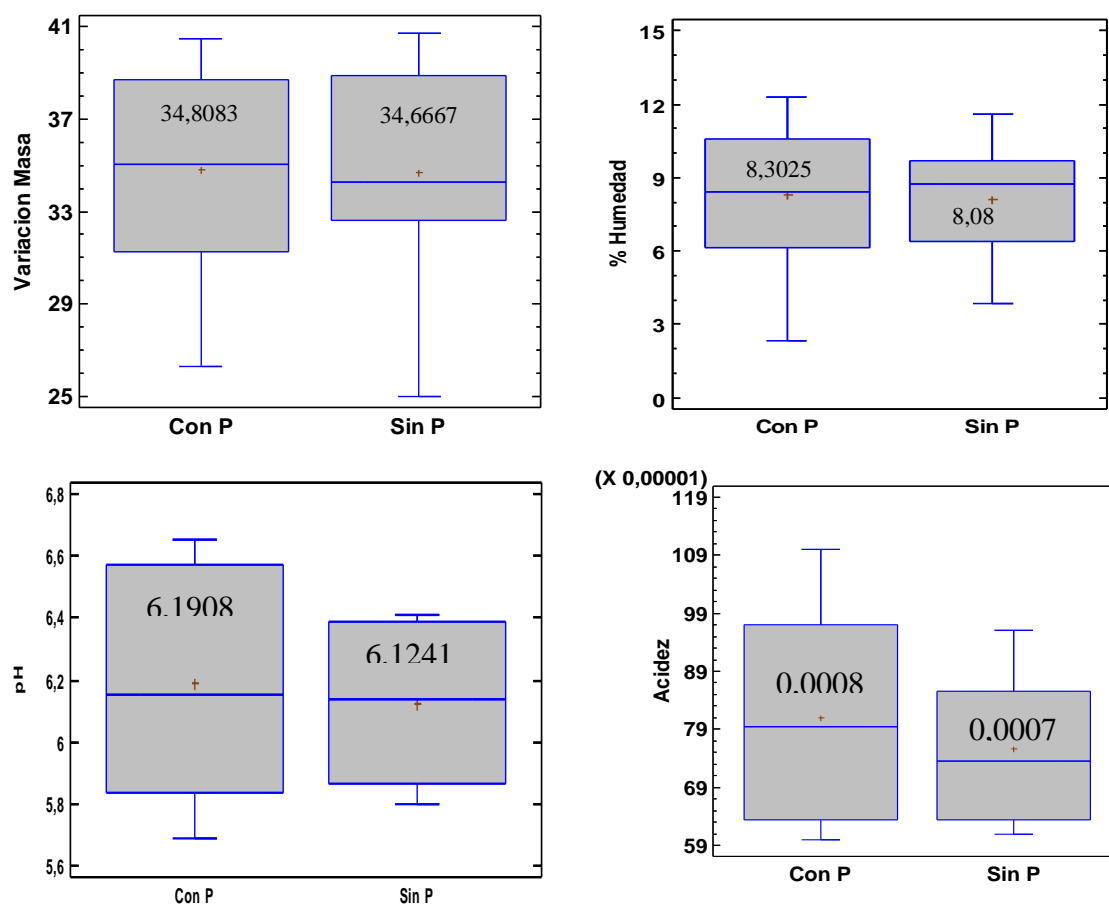 Variacion Masa
41
37
33
29
25
34,8083
34,6667
Con P
Sin P
% Humedad
15
12
9
6
3
0
8,3025
8,08
Con P
Sin P
pH
6,8
6,6
6,4
6,2
6
5,8
5,6
6.1908
6.1241
Con P
Sin P
(X 0,00001)
Acidez
119
109
99
89
79
69
59
0.0008
0.0007
Con P
Sin P